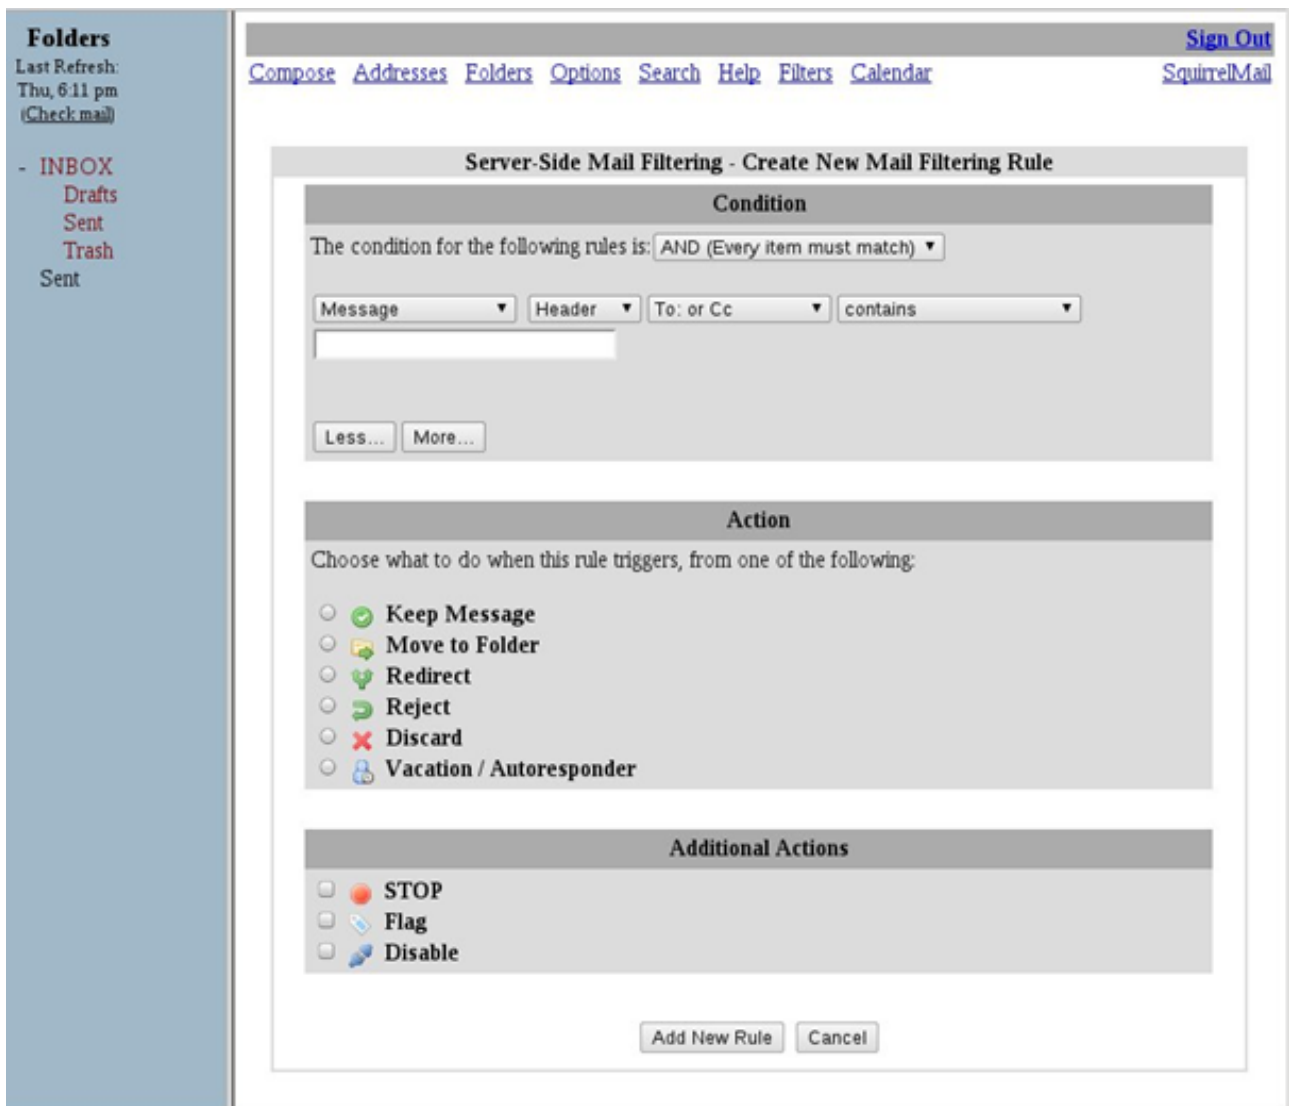 Folders
Last Refresh:
Thu, 6:11 pm
(Check mail)
- INBOX
Drafts
Sent
Trash
Sent
Sign Out
Compose Addresses Folders Options Search Help Filters Calendar SquirrelMail
Server-Side Mail Filtering - Create New Mail Filtering Rule
Condition
The condition for the following rules is: AND (Every item must match)
Message Header To: or Cc contains
Less... More...
Action
Choose what to do when this rule triggers, from one of the following:
Keep Message
Move to Folder
Redirect
Reject
Discard
Vacation / Autoresponder
Additional Actions
STOP
Flag
Disable
Add New Rule Cancel